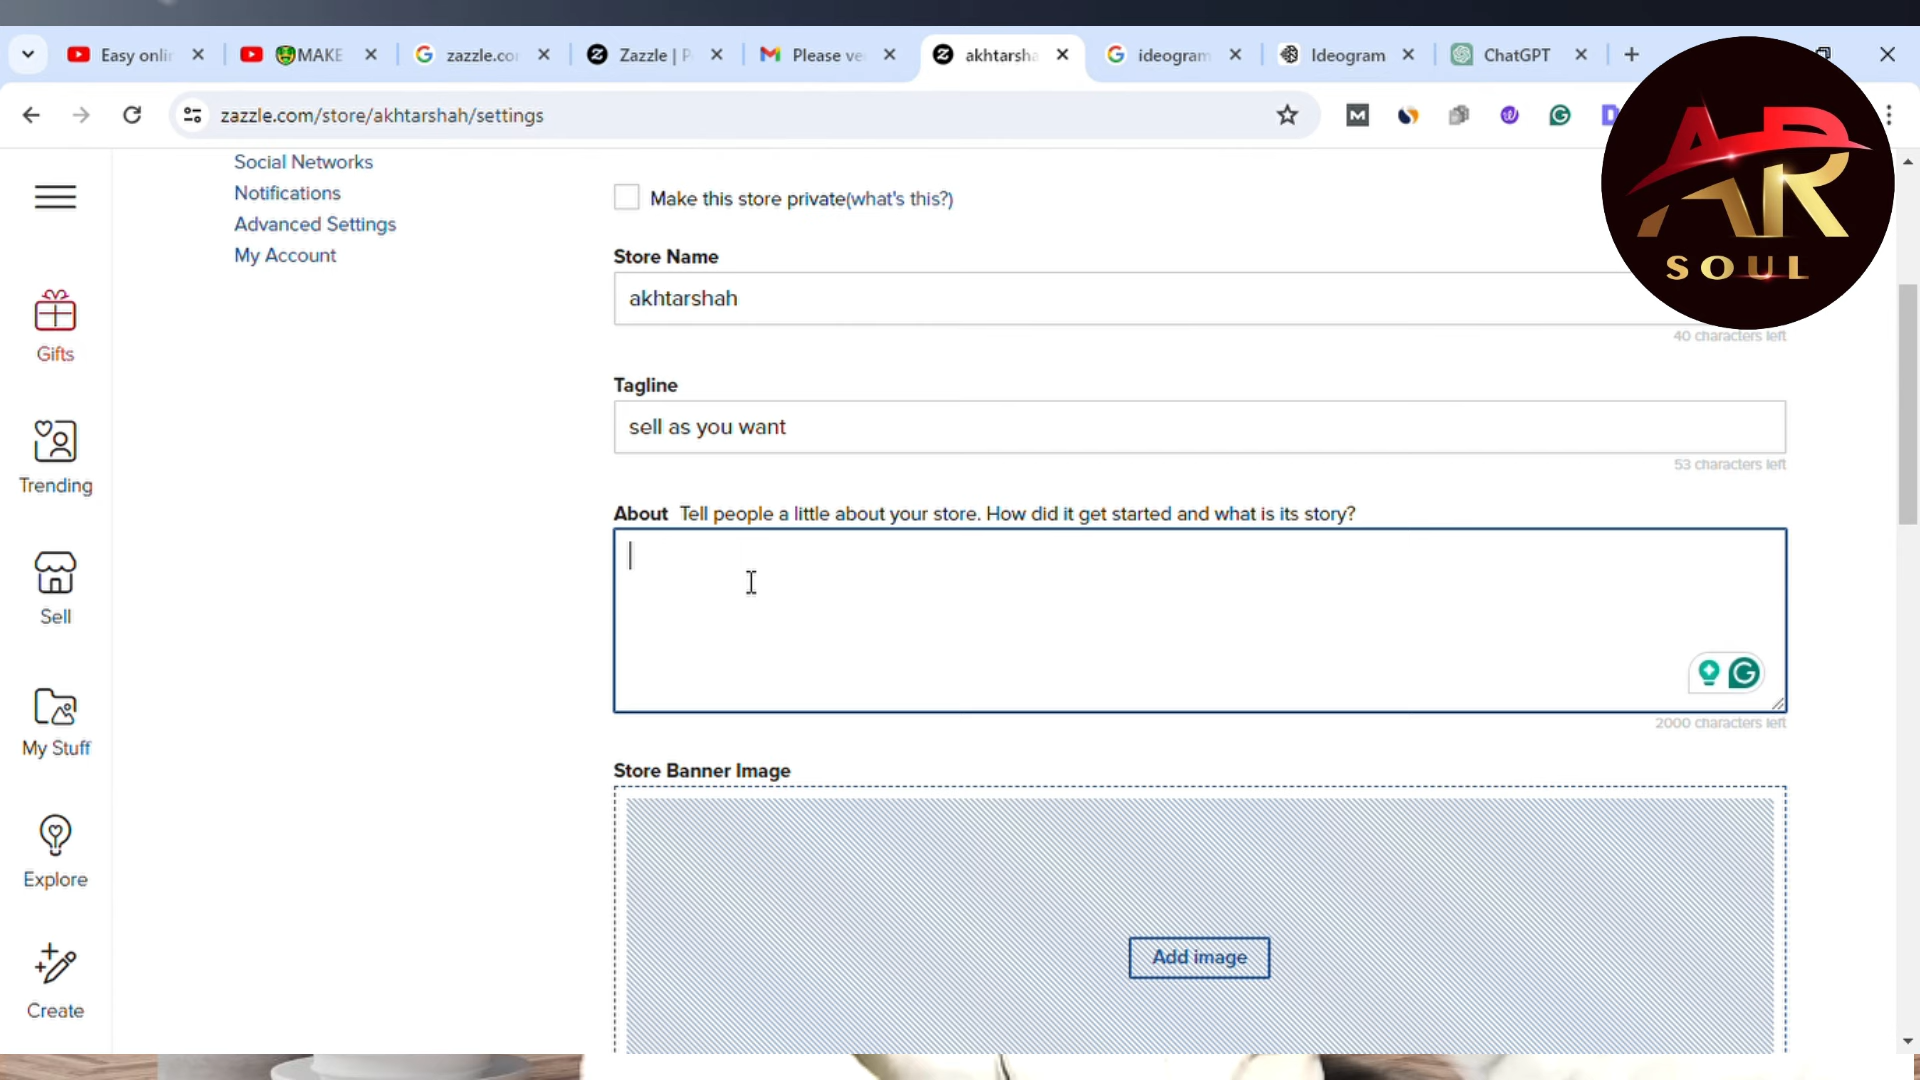 Easy onlin
MAKE
zazzle.co
Zazzle | P
Please ve
akhtarsha
ideogram
Ideogram
ChatGPT
zazzle.com/store/akhtarshah/settings
AR
SOUL
Social Networks
Notifications
Advanced Settings
My Account
Make this store private(what's this?)
Store Name
akhtarshah
40 characters left
Tagline
sell as you want
53 characters left
About Tell people a little about your store. How did it get started and what is its story?
2000 characters left
Store Banner Image
Add image
Gifts
Trending
Sell
My Stuff
Explore
Create